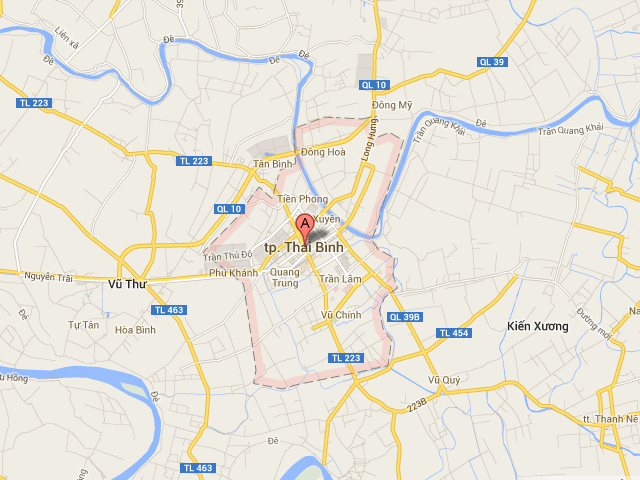 Liên xã
Đê
Đê
Đê
QL 39
QL 10
TL 223
Đông Mỹ
Long Hưng
Trần Quang Khải
Đê
Trần Quang Khải
Đông Hoà
TL 223
Tân Bình
Tiền Phong
QL 10
Xuyên
A
tp. Thái Bình
Trần Thủ Độ
Phú Khánh
Quang
Trung
Trần Lãm
Nguyễn Trãi
Vũ Thư
TL 463
Đê
Tự Tân
Hòa Bình
Vũ Chính
QL 39B
TL 454
Kiến Xương
Đường mới
TL 223
Hồng
Vũ Quý
Đê
223B
tt. Thanh Nê
Đê
TL 463